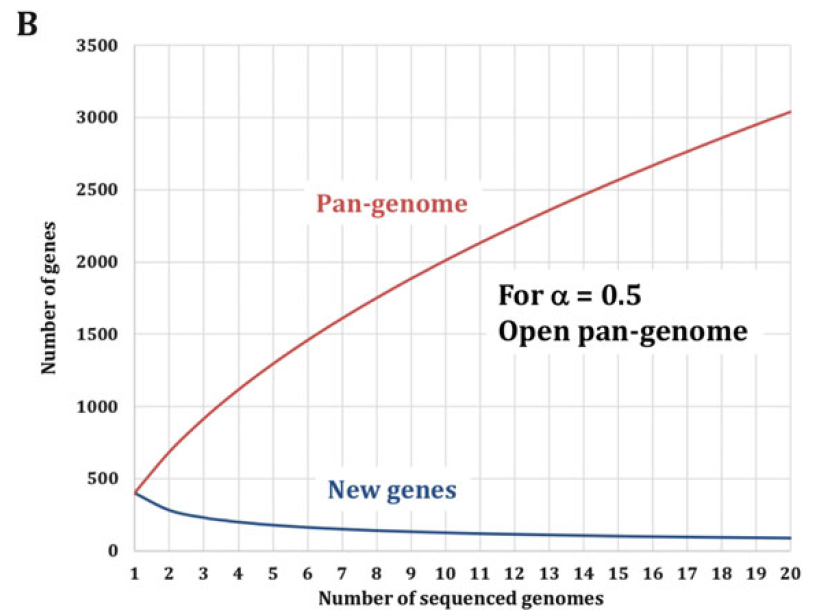 B
3500
3000
2500
2000
1500
1000
500
0
Number of genes
Pan-genome
For α = 0.5
Open pan-genome
New genes
1 2 3 4 5 6 7 8 9 10 11 12 13 14 15 16 17 18 19 20
Number of sequenced genomes